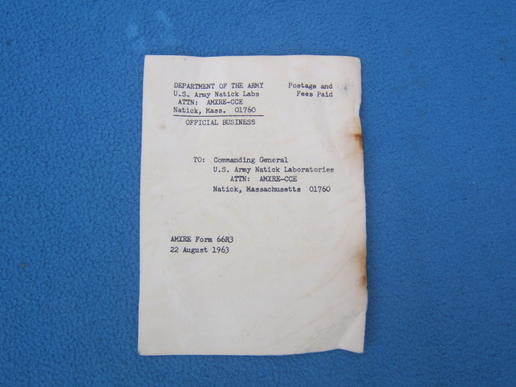 DEPARTMENT OF THE ARMY
U.S. Army Natick Labs
ATTN: AMXRE-CCE
Natick, Mass. 01760
OFFICIAL BUSINESS
Postage and
Fees Paid
TO: Commanding General
U.S. Army Natick Laboratories
ATTN: AMXRE-CCE
Natick, Massachusetts 01760
AMXRE Form 66R3
22 August 1963